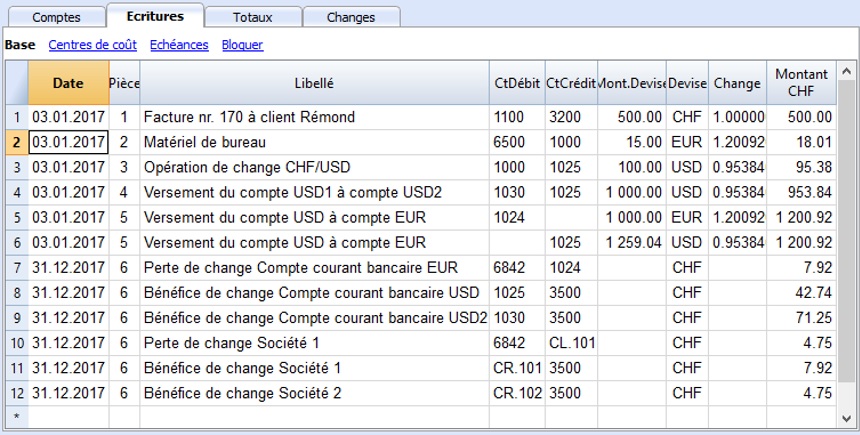 Comptes Ecritures Totaux Changes
Base Centres de coût Echéances Bloquer
Date Pièce Libellé CtDébit CtCrédit Mont.Devise Devise Change Montant CHF
1 03.01.2017 1 Facture nr. 170 à client Rémond 1100 3200 500.00 CHF 1.00000 500.00
2 03.01.2017 2 Matériel de bureau 6500 1000 15.00 EUR 1.20092 18.01
3 03.01.2017 3 Opération de change CHF/USD 1000 1025 100.00 USD 0.95384 95.38
4 03.01.2017 4 Versement du compte USD1 à compte USD2 1030 1025 1 000.00 USD 0.95384 953.84
5 03.01.2017 5 Versement du compte USD à compte EUR 1024 1 000.00 EUR 1.20092 1 200.92
6 03.01.2017 5 Versement du compte USD à compte EUR 1025 1 259.04 USD 0.95384 1 200.92
7 31.12.2017 6 Perte de change Compte courant bancaire EUR 6842 1024 CHF 7.92
8 31.12.2017 6 Bénéfice de change Compte courant bancaire USD 1025 3500 CHF 42.74
9 31.12.2017 6 Bénéfice de change Compte courant bancaire USD2 1030 3500 CHF 71.25
10 31.12.2017 6 Perte de change Société 1 6842 CL.101 CHF 4.75
11 31.12.2017 6 Bénéfice de change Société 1 CR.101 3500 CHF 7.92
12 31.12.2017 6 Bénéfice de change Société 2 CR.102 3500 CHF 4.75
*